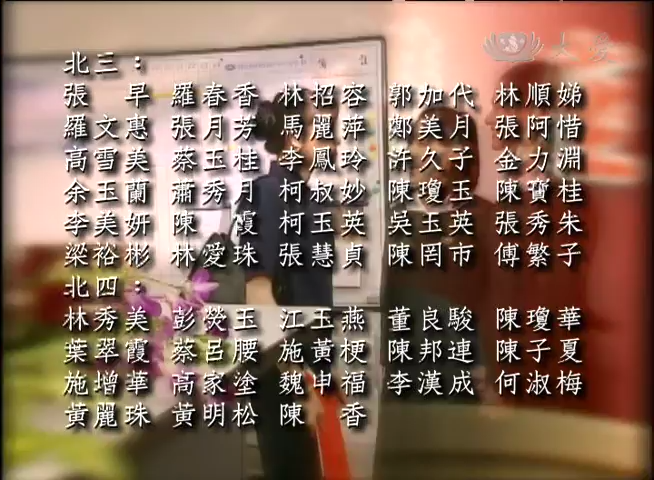 大愛
北三：
張　早　羅春香　林招容　郭加代　林順娣
羅文惠　張月芳　馬麗萍　鄭美月　張阿惜
高雪美　蔡玉桂　李鳳玲　許久子　金力淵
余玉蘭　蕭秀月　柯叔妙　陳瓊玉　陳寶桂
李美妍　陳　霞　柯玉英　吳玉英　張秀朱
梁裕彬　林愛珠　張慧貞　陳罔市　傅繁子
北四：
林秀美　彭熒玉　江玉燕　董良駿　陳瓊華
葉翠霞　蔡呂腰　施黃梗　陳邦連　陳子夏
施增華　高家塗　魏申福　李漢成　何淑梅
黃麗珠　黃明松　陳　香